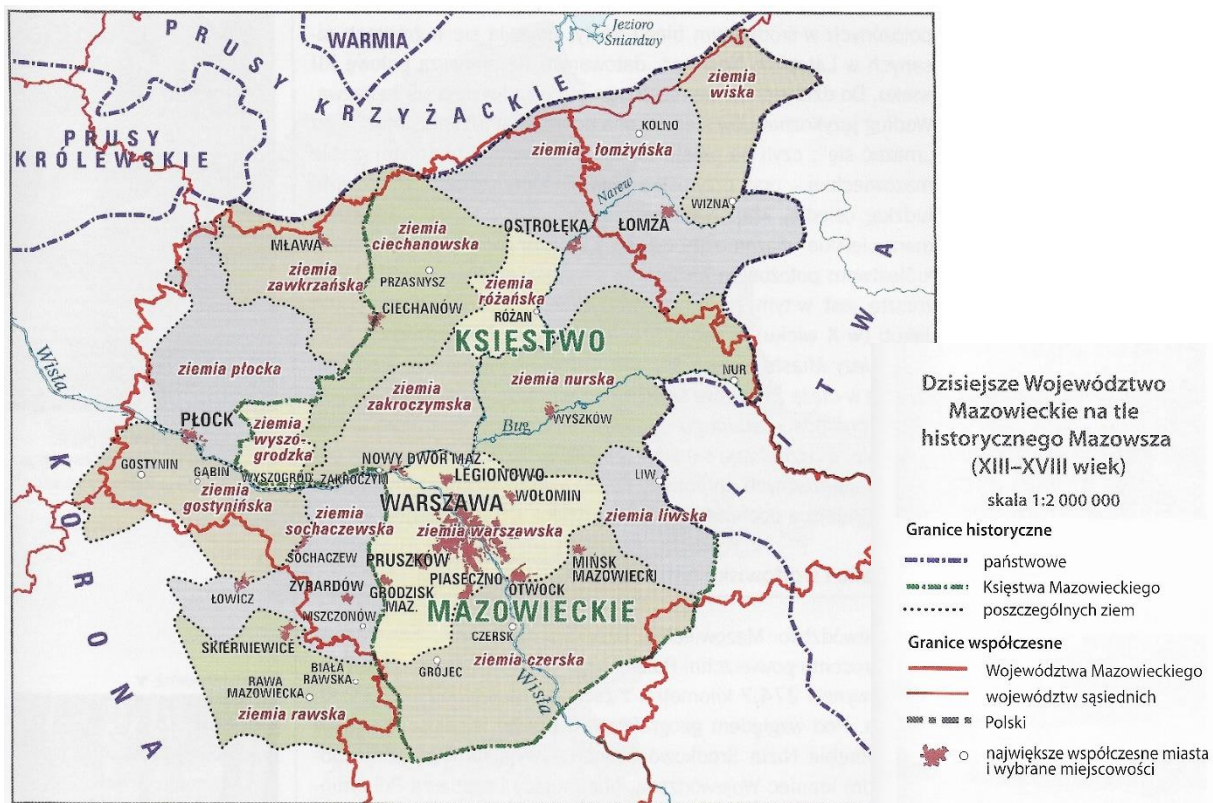 PRUSY KRZYŻACKIE
WARMIA
Jezioro
Śniardwy
PRUSY
KRÓLEWSKIE
ziemia
wiska
KOLNO
ziemia łomżyńska
Narew
WIZNA
OSTROŁĘKA
ŁOMŻA
MŁAWA
ziemia
zawkrzańska
ziemia
ciechanowska
PRZASNYSZ
CIECHANÓW
ziemia
różańska
RÓŻAN
KSIĘSTWO
LITWA
Wisła
ziemia płocka
ziemia
zakroczymska
ziemia nurska
NUR
WYSZKÓW
Bug
PŁOCK
ziemia
wyszo-
grodzka
GOSTYNIN
GĄBIN
WYSZOGRÓD
ZAKROCZYM
NOWY DWÓR MAZ.
LEGIONOWO
WOŁOMIN
LIW
ziemia
gostynińska
ziemia
sochaczewska
WARSZAWA
ziemia warszawska
ziemia liwska
SOCHACZEW
PRUSZKÓW
MIŃSK
MAZOWIECKI
ŁOWICZ
ŻYRARDÓW
GRODZISK
MAZ.
PIASECZNO
OTWOCK
MSZCZONÓW
MAZOWIECKIE
KORONA
SKIERNIEWICE
CZERSK
GRÓJEC
ziemia czerska
BIAŁA
RAWSKA
RAWA
MAZOWIECKA
ziemia rawska
Wisła
Dzisiejsze Województwo
Mazowieckie na tle
historycznego Mazowsza
(XIII–XVIII wiek)
skala 1:2 000 000
Granice historyczne
państwowe
Księstwa Mazowieckiego
poszczególnych ziem
Granice współczesne
Województwa Mazowieckiego
województw sąsiednich
Polski
największe współczesne miasta
i wybrane miejscowości